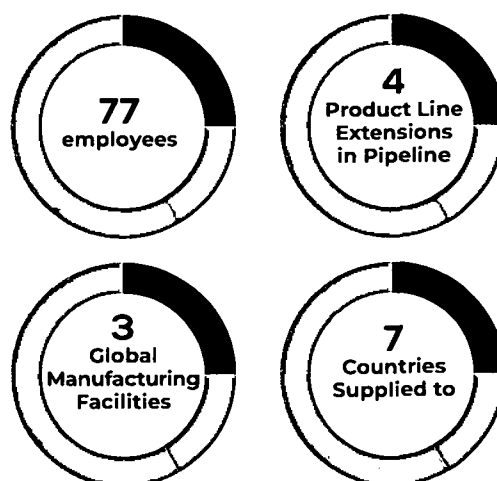 77
employees
4
Product Line
Extensions
in Pipeline
3
Global
Manufacturing
Facilities
7
Countries
Supplied to